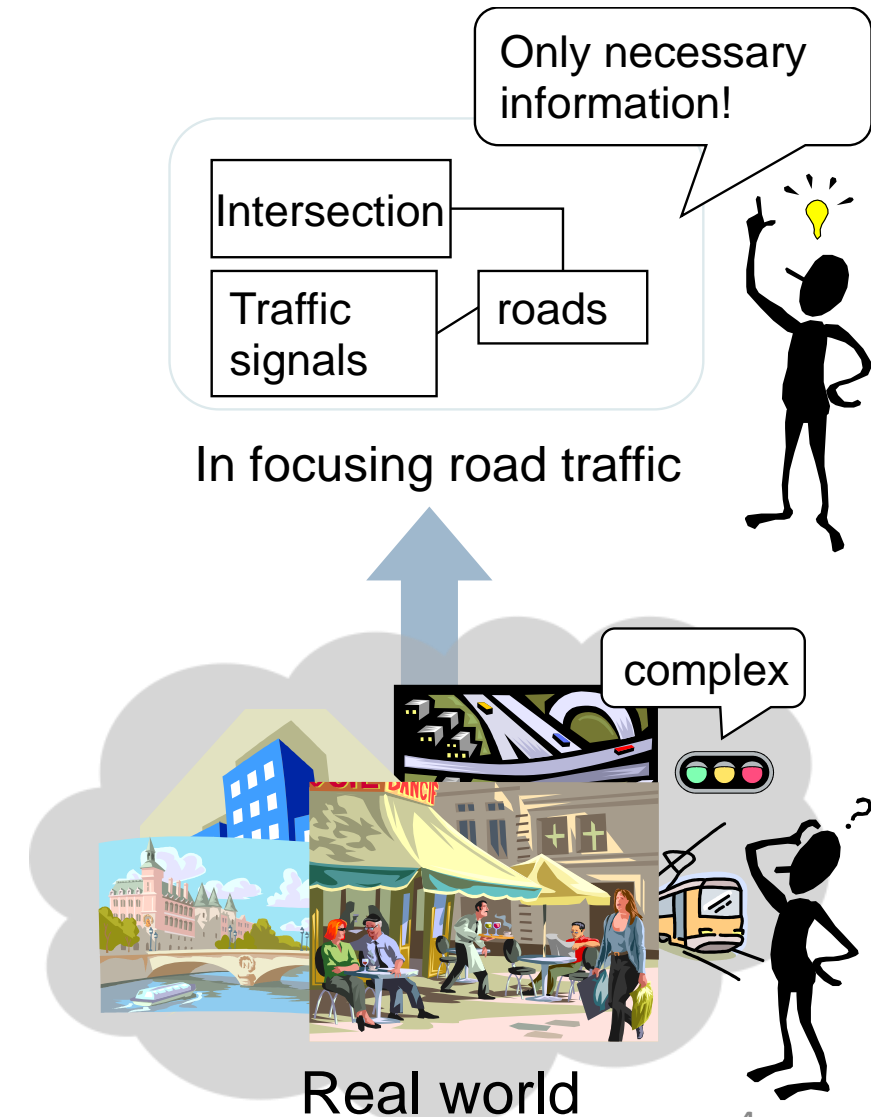 Only necessary
information!
Intersection
Traffic
signals
roads
In focusing road traffic
complex
?
Real world